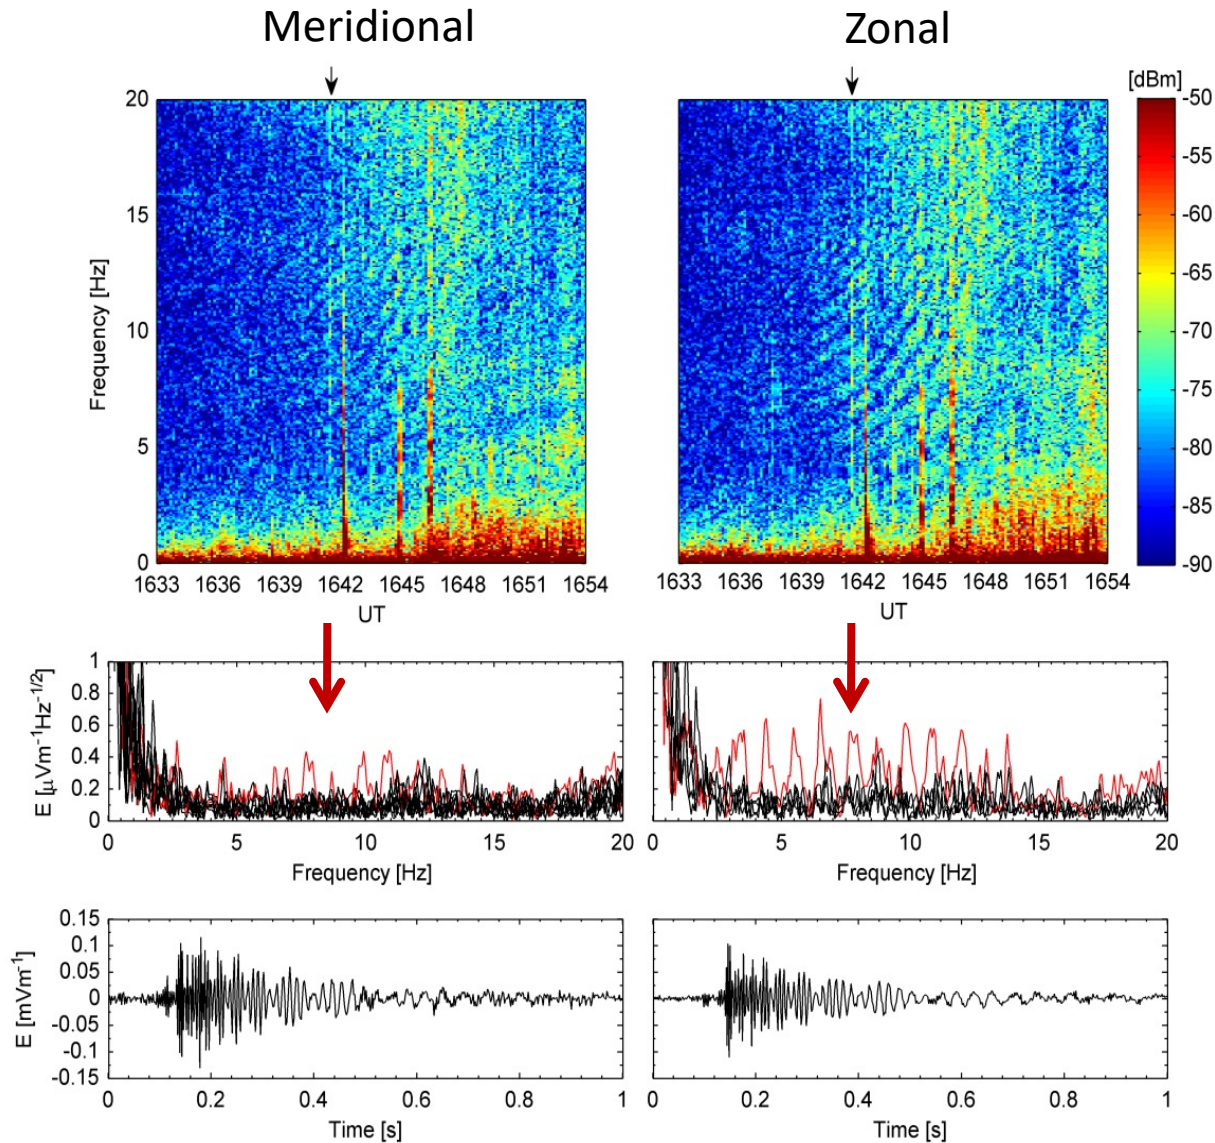 Meridional
Zonal
[dBm]
20
15
10
5
0
Frequency [Hz]
1633 1636 1639 1642 1645 1648 1651 1654
UT
1633 1636 1639 1642 1645 1648 1651 1654
UT
-50
-55
-60
-65
-70
-75
-80
-85
-90
1
0.8
0.6
0.4
0.2
0
E [μVm⁻¹Hz⁻¹/²]
0 5 10 15 20
Frequency [Hz]
0 5 10 15 20
Frequency [Hz]
0.15
0.1
0.05
0
-0.05
-0.1
-0.15
E [mVm⁻¹]
0 0.2 0.4 0.6 0.8 1
Time [s]
0 0.2 0.4 0.6 0.8 1
Time [s]